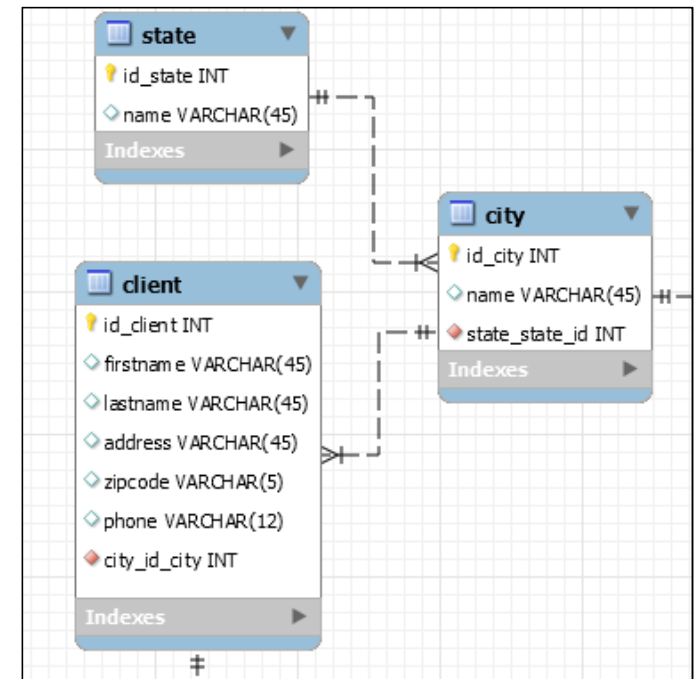 state
id_state INT
name VARCHAR(45)
Indexes
city
id_city INT
name VARCHAR(45)
state_state_id INT
Indexes
client
id_client INT
firstname VARCHAR(45)
lastname VARCHAR(45)
address VARCHAR(45)
zipcode VARCHAR(5)
phone VARCHAR(12)
city_id_city INT
Indexes